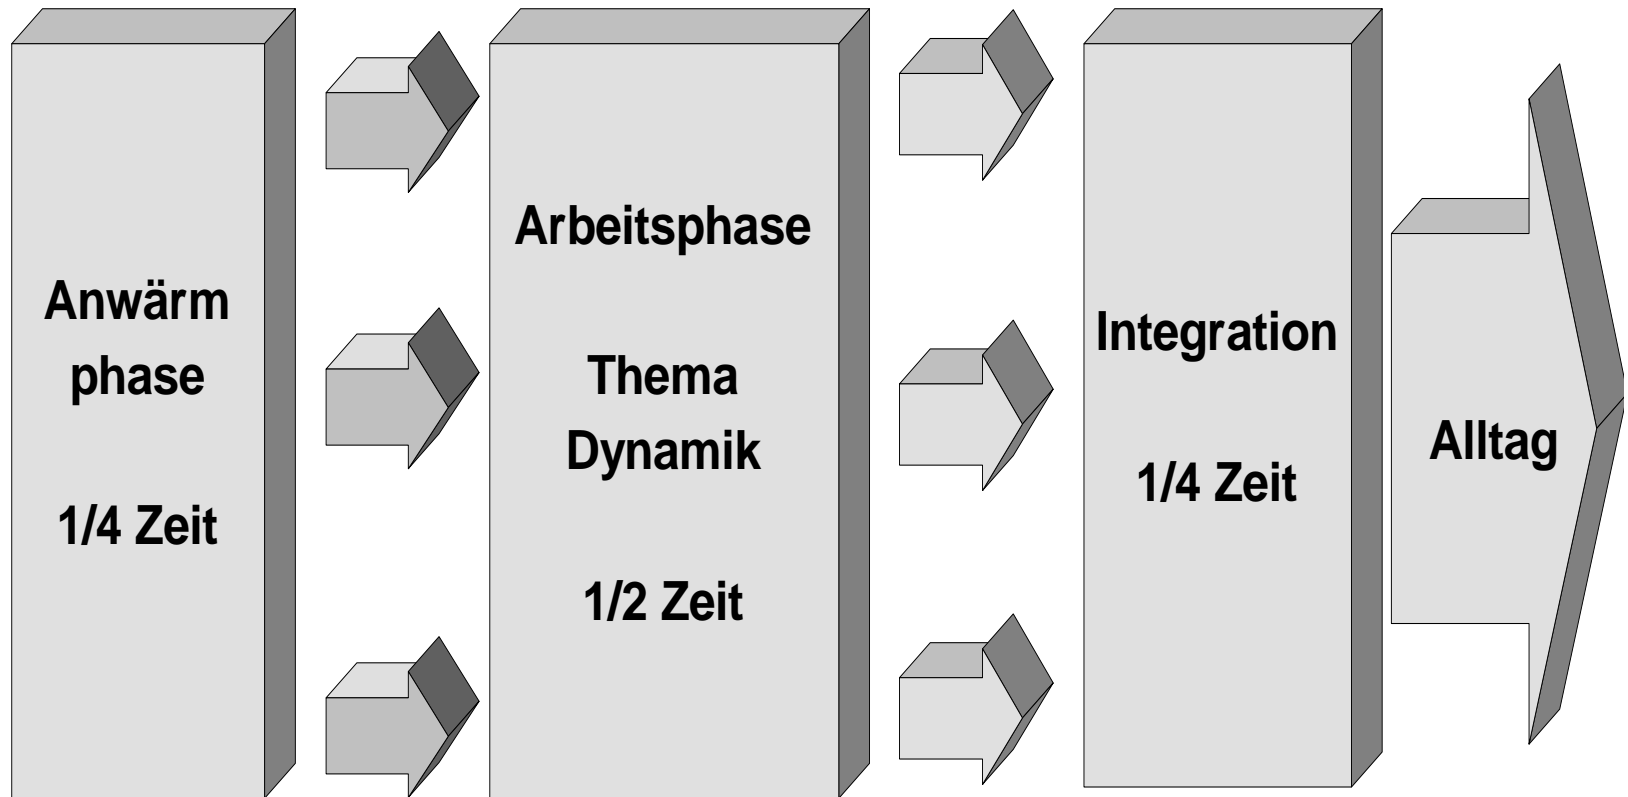 Anwärm
phase
1/4 Zeit
Arbeitsphase
Thema
Dynamik
1/2 Zeit
Integration
1/4 Zeit
Alltag